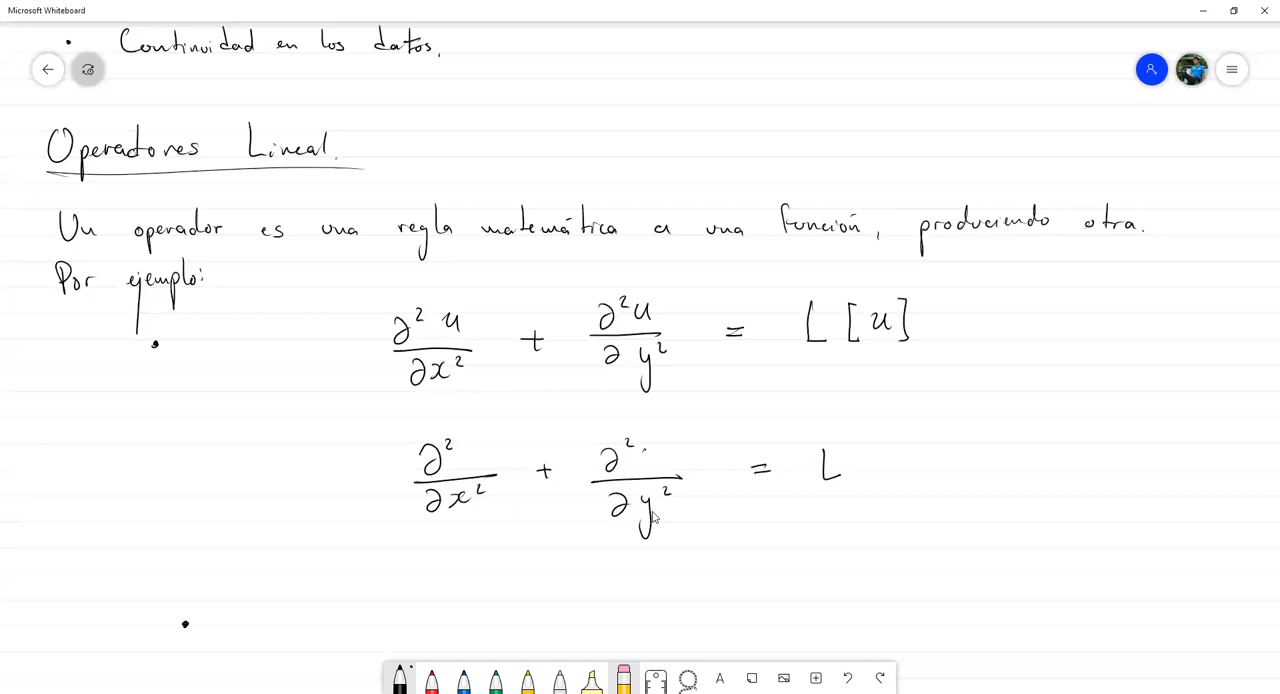 Microsoft Whiteboard
• Continuidad en los datos.
Operadores Lineal.
Un operador es una regla matemática a una función, produciendo otra.
Por ejemplo:
∂²u/∂x² + ∂²u/∂y² = L[u]
∂²/∂x² + ∂²/∂y² = L